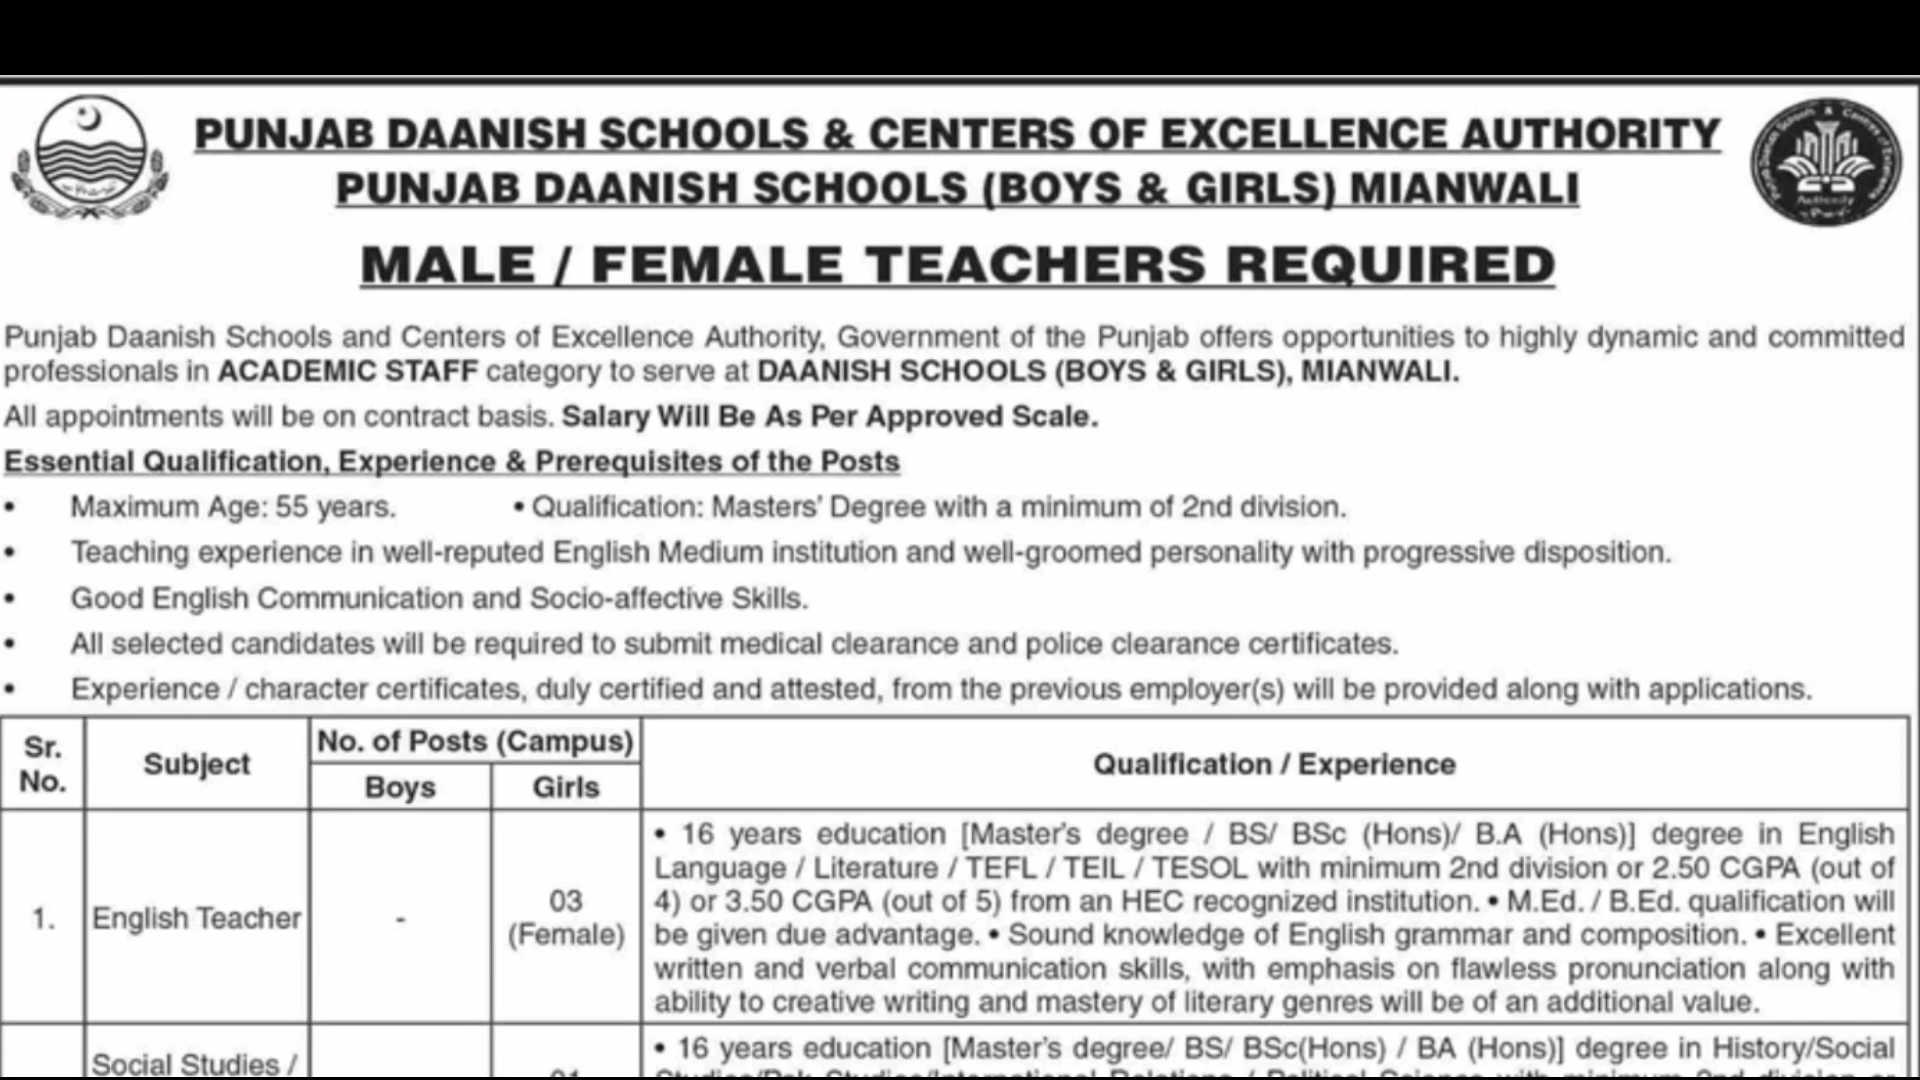 PUNJAB DAANISH SCHOOLS & CENTERS OF EXCELLENCE AUTHORITY
PUNJAB DAANISH SCHOOLS (BOYS & GIRLS) MIANWALI
MALE / FEMALE TEACHERS REQUIRED
Punjab Daanish Schools and Centers of Excellence Authority, Government of the Punjab offers opportunities to highly dynamic and committed
professionals in ACADEMIC STAFF category to serve at DAANISH SCHOOLS (BOYS & GIRLS), MIANWALI.
All appointments will be on contract basis. Salary Will Be As Per Approved Scale.
Essential Qualification, Experience & Prerequisites of the Posts
• Maximum Age: 55 years. • Qualification: Masters' Degree with a minimum of 2nd division.
• Teaching experience in well-reputed English Medium institution and well-groomed personality with progressive disposition.
• Good English Communication and Socio-affective Skills.
• All selected candidates will be required to submit medical clearance and police clearance certificates.
• Experience / character certificates, duly certified and attested, from the previous employer(s) will be provided along with applications.
Sr.
No.
Subject
No. of Posts (Campus)
Boys
Girls
Qualification / Experience
1.
English Teacher
-
03
(Female)
• 16 years education [Master's degree / BS/ BSc (Hons)/ B.A (Hons)] degree in English
Language / Literature / TEFL / TEIL / TESOL with minimum 2nd division or 2.50 CGPA (out of
4) or 3.50 CGPA (out of 5) from an HEC recognized institution. • M.Ed. / B.Ed. qualification will
be given due advantage. • Sound knowledge of English grammar and composition. • Excellent
written and verbal communication skills, with emphasis on flawless pronunciation along with
ability to creative writing and mastery of literary genres will be of an additional value.
Social Studies /
• 16 years education [Master's degree/ BS/ BSc(Hons) / BA (Hons)] degree in History/Social